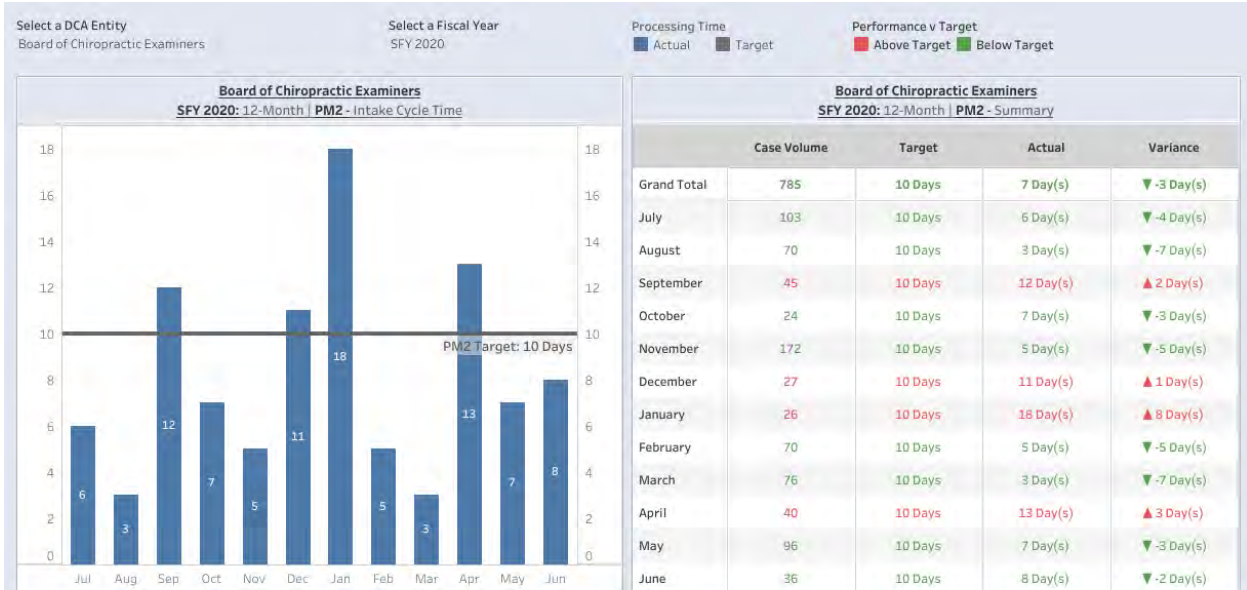 Select a DCA Entity
Board of Chiropractic Examiners
Select a Fiscal Year
SFY 2020
Processing Time
Actual Target
Performance v Target
Above Target Below Target
Board of Chiropractic Examiners
SFY 2020: 12-Month | PM2 - Intake Cycle Time
18 18
16 16
14 14
12 12
10 10
PM2 Target: 10 Days
8 8
6 6
4 4
2 2
0 0
6 3 12 7 5 11 18 5 3 13 7 8
Jul Aug Sep Oct Nov Dec Jan Feb Mar Apr May Jun
Board of Chiropractic Examiners
SFY 2020: 12-Month | PM2 - Summary
Case Volume Target Actual Variance
Grand Total 785 10 Days 7 Day(s) ▼ -3 Day(s)
July 103 10 Days 6 Day(s) ▼ -4 Day(s)
August 70 10 Days 3 Day(s) ▼ -7 Day(s)
September 45 10 Days 12 Day(s) ▲ 2 Day(s)
October 24 10 Days 7 Day(s) ▼ -3 Day(s)
November 172 10 Days 5 Day(s) ▼ -5 Day(s)
December 27 10 Days 11 Day(s) ▲ 1 Day(s)
January 26 10 Days 18 Day(s) ▲ 8 Day(s)
February 70 10 Days 5 Day(s) ▼ -5 Day(s)
March 76 10 Days 3 Day(s) ▼ -7 Day(s)
April 40 10 Days 13 Day(s) ▲ 3 Day(s)
May 96 10 Days 7 Day(s) ▼ -3 Day(s)
June 36 10 Days 8 Day(s) ▼ -2 Day(s)